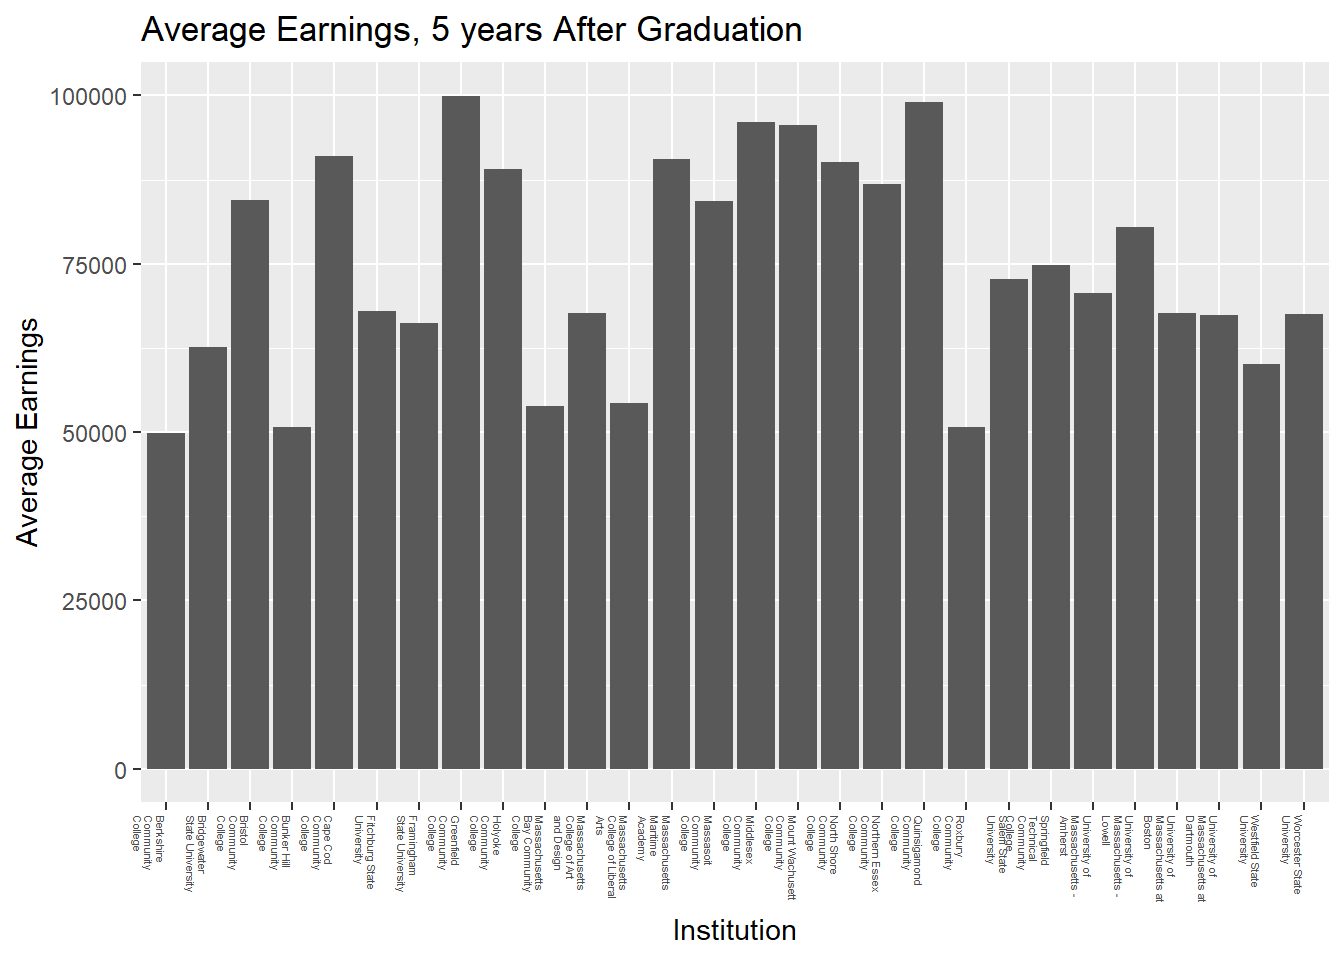 Average Earnings, 5 years After Graduation
Average Earnings
100000
75000
50000
25000
0
Berkshire
Community
College
Bridgewater
State University
Bristol
Community
College
Bunker Hill
Community
College
Cape Cod
Community
College
Fitchburg State
University
Framingham
State University
Greenfield
Community
College
Holyoke
Community
College
Massachusetts
Bay Community
College
Massachusetts
College of Art
and Design
Massachusetts
College of Liberal
Arts
Massachusetts
Maritime
Academy
Massasoit
Community
College
Middlesex
Community
College
Mount Wachusett
Community
College
North Shore
Community
College
Northern Essex
Community
College
Quinsigamond
Community
College
Roxbury
Community
College
Salem State
University
Springfield
Technical
Community
College
University of
Massachusetts -
Amherst
University of
Massachusetts -
Lowell
University of
Massachusetts at
Boston
University of
Massachusetts at
Dartmouth
Westfield State
University
Worcester State
University
Institution